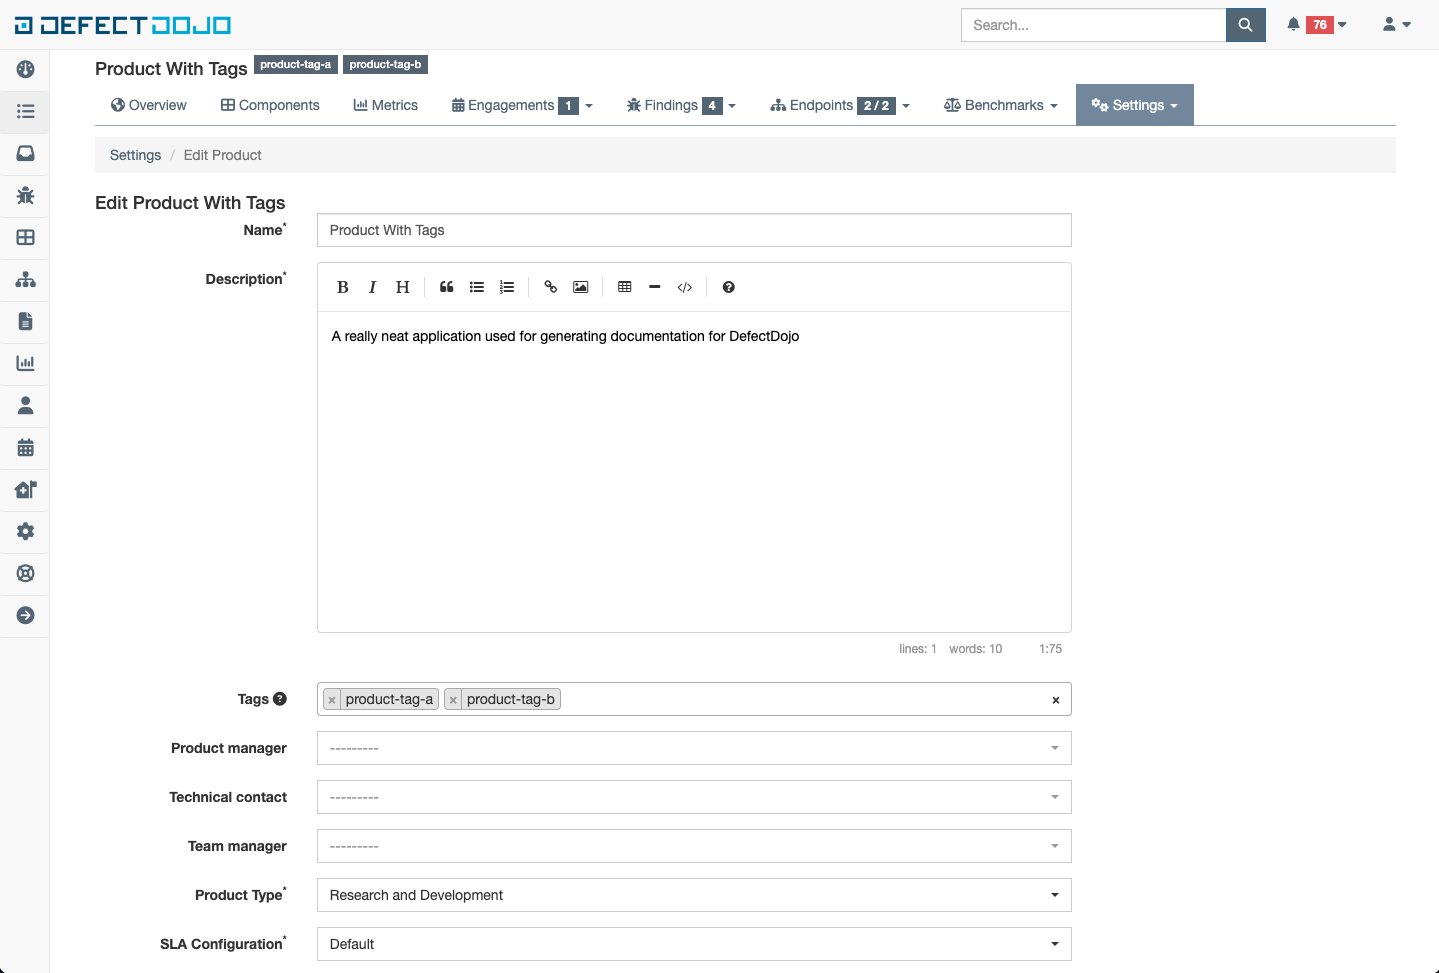 DEFECTDOJO
Search...
76
Product With Tags product-tag-a product-tag-b
Overview Components Metrics Engagements 1 Findings 4 Endpoints 2 / 2 Benchmarks Settings
Settings / Edit Product
Edit Product With Tags
Name* Product With Tags
Description*
B I H
A really neat application used for generating documentation for DefectDojo
lines: 1 words: 10 1:75
Tags × product-tag-a × product-tag-b ×
Product manager ---------
Technical contact ---------
Team manager ---------
Product Type* Research and Development
SLA Configuration* Default